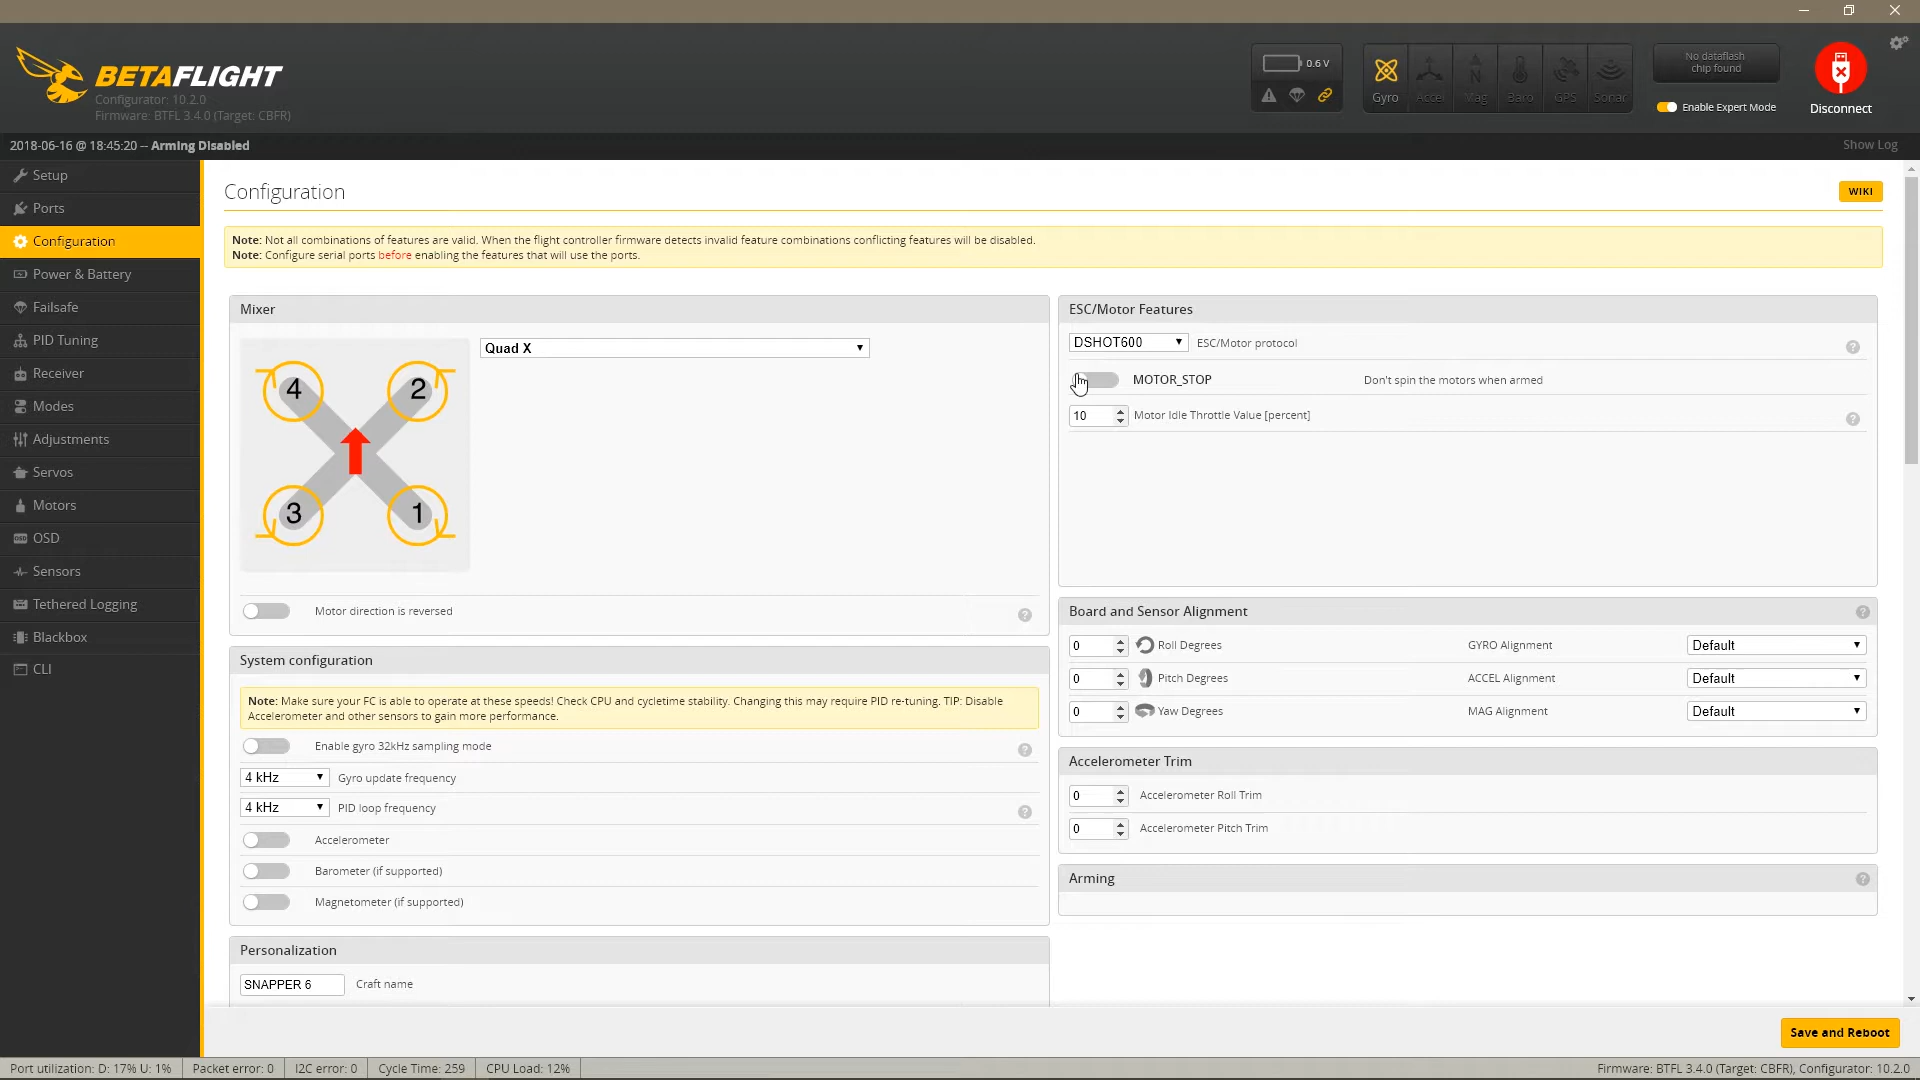 BETAFLIGHT
Configurator: 10.2.0
Firmware: BTFL 3.4.0 (Target: CBFR)
0.6 V
Gyro
Accel
Mag
Baro
GPS
Sonar
No dataflash
chip found
Enable Expert Mode
Disconnect
2018-06-16 @ 18:45:20 -- Arming Disabled
Show Log
Setup
Ports
Configuration
Power & Battery
Failsafe
PID Tuning
Receiver
Modes
Adjustments
Servos
Motors
OSD
Sensors
Tethered Logging
Blackbox
CLI
Configuration
WIKI
Note: Not all combinations of features are valid. When the flight controller firmware detects invalid feature combinations conflicting features will be disabled.
Note: Configure serial ports before enabling the features that will use the ports.
Mixer
4
2
3
1
Quad X
Motor direction is reversed
?
System configuration
Note: Make sure your FC is able to operate at these speeds! Check CPU and cycletime stability. Changing this may require PID re-tuning. TIP: Disable
Accelerometer and other sensors to gain more performance.
Enable gyro 32kHz sampling mode
?
4 kHz Gyro update frequency
4 kHz PID loop frequency
?
Accelerometer
Barometer (if supported)
Magnetometer (if supported)
Personalization
SNAPPER 6 Craft name
ESC/Motor Features
DSHOT600 ESC/Motor protocol
?
MOTOR_STOP Don't spin the motors when armed
10 Motor Idle Throttle Value [percent]
?
Board and Sensor Alignment
?
0 Roll Degrees GYRO Alignment Default
0 Pitch Degrees ACCEL Alignment Default
0 Yaw Degrees MAG Alignment Default
Accelerometer Trim
0 Accelerometer Roll Trim
0 Accelerometer Pitch Trim
Arming
?
Save and Reboot
Port utilization: D: 17% U: 1%
Packet error: 0
I2C error: 0
Cycle Time: 259
CPU Load: 12%
Firmware: BTFL 3.4.0 (Target: CBFR), Configurator: 10.2.0